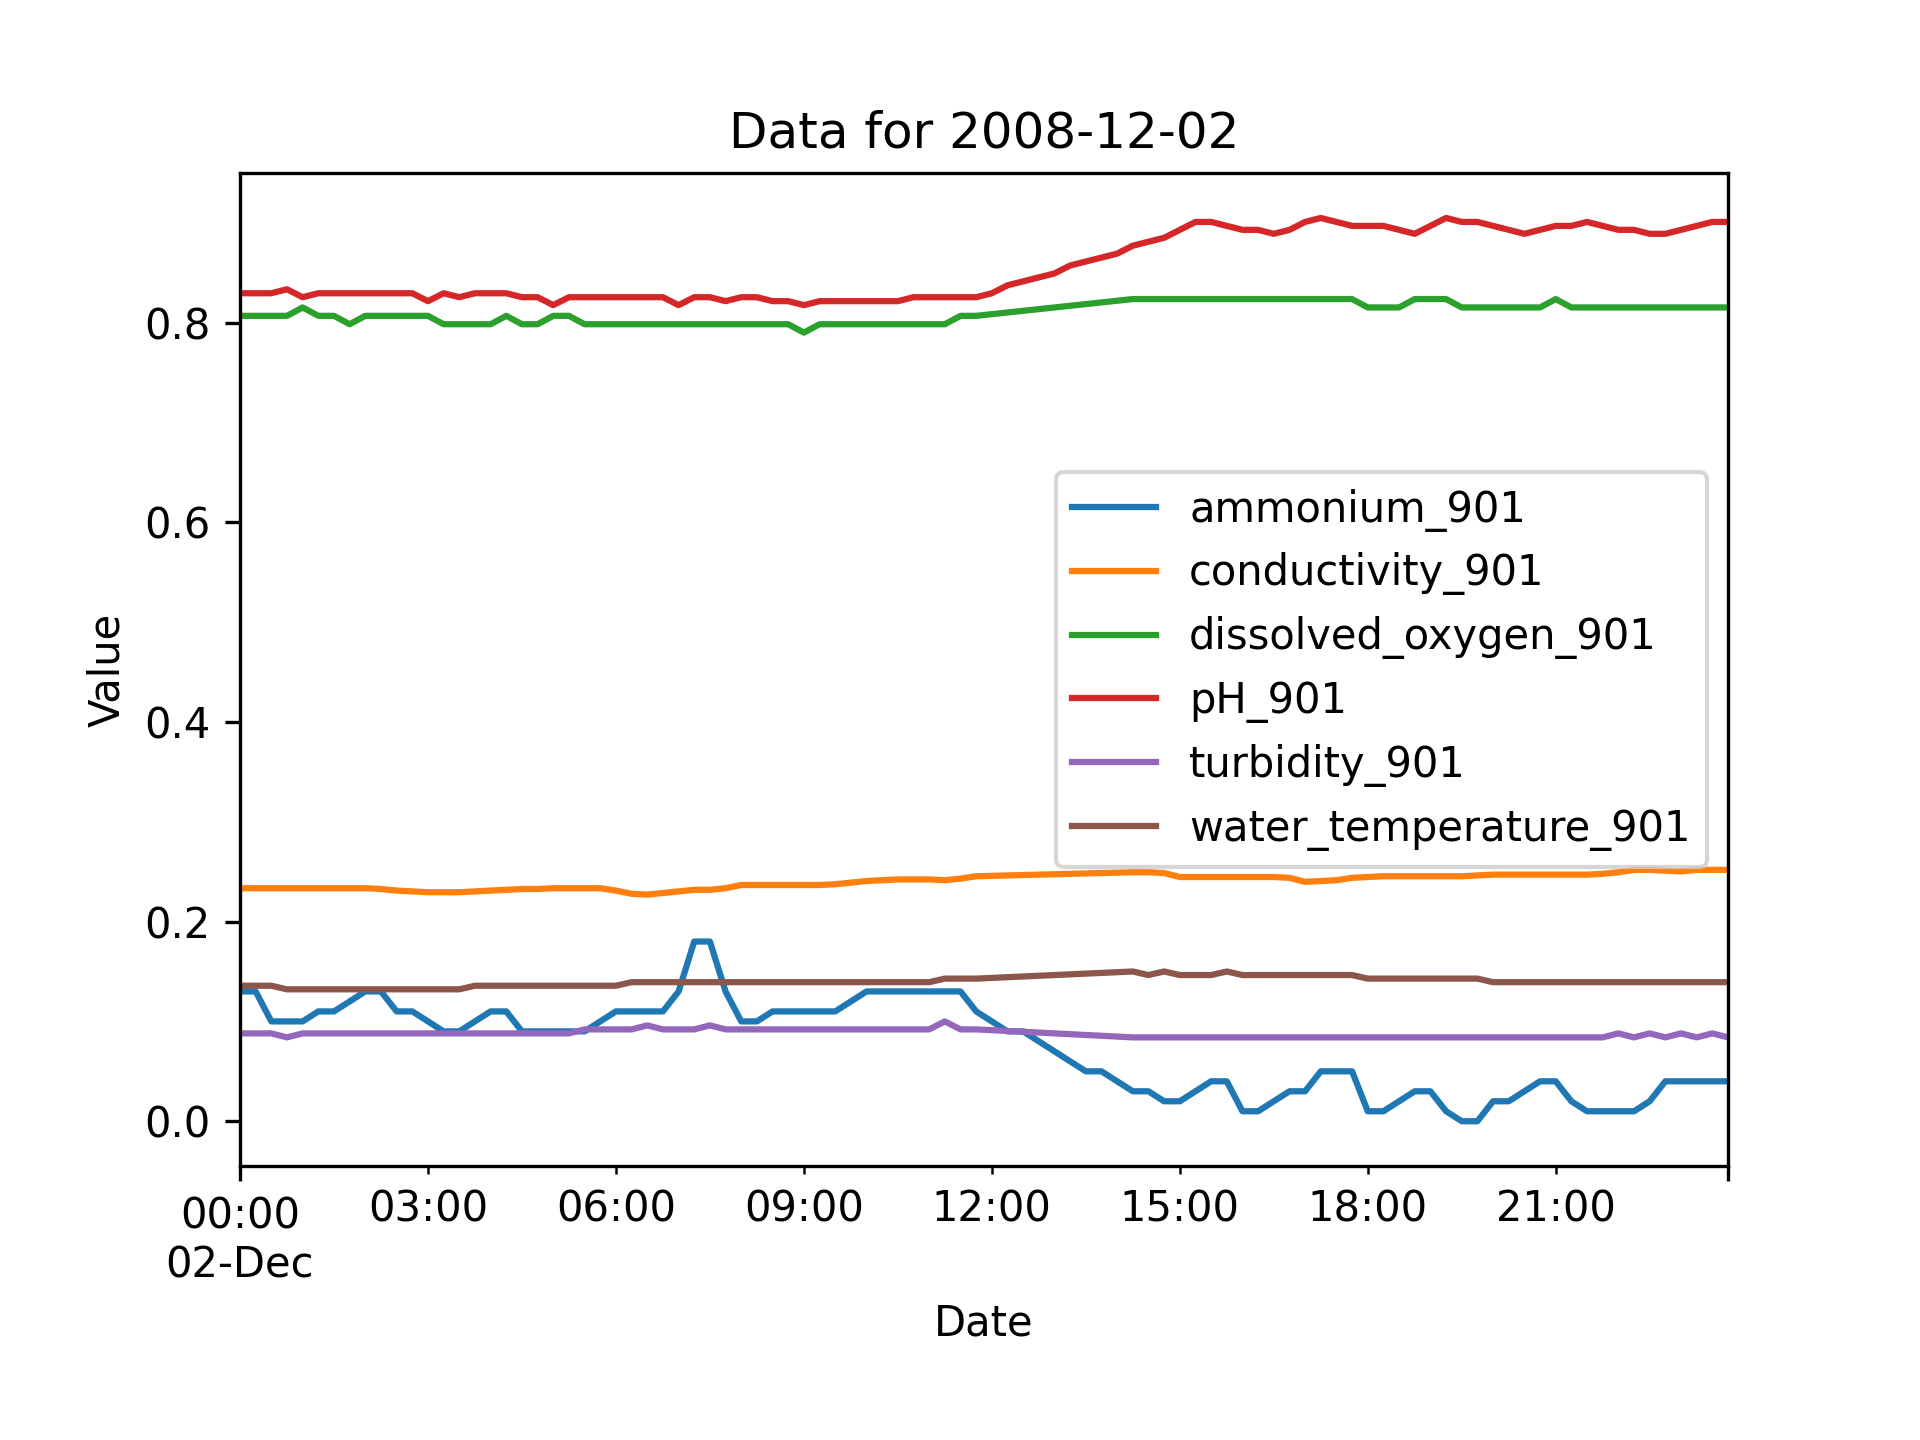 Data for 2008-12-02
Value
0.8
0.6
0.4
0.2
0.0
ammonium_901
conductivity_901
dissolved_oxygen_901
pH_901
turbidity_901
water_temperature_901
00:00 03:00 06:00 09:00 12:00 15:00 18:00 21:00
02-Dec
Date